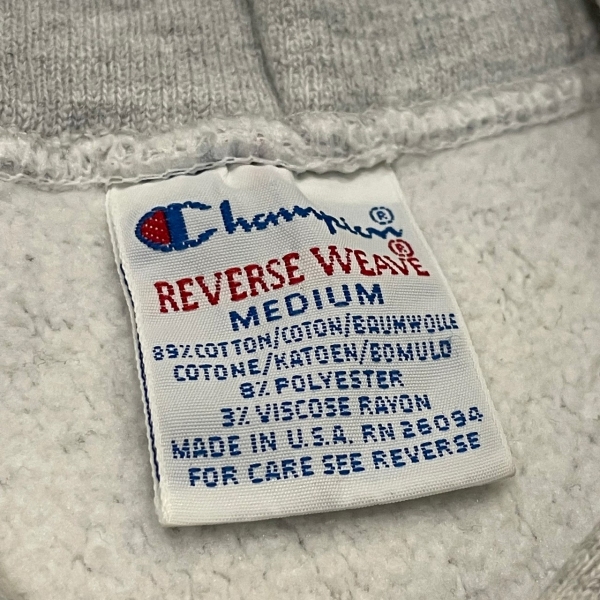 Champion®
REVERSE WEAVE®
MEDIUM
89% COTTON/COTON/BAUMWOLLE
COTONE/KATOEN/BOMULD
8% POLYESTER
3% VISCOSE RAYON
MADE IN U.S.A. RN 26094
FOR CARE SEE REVERSE